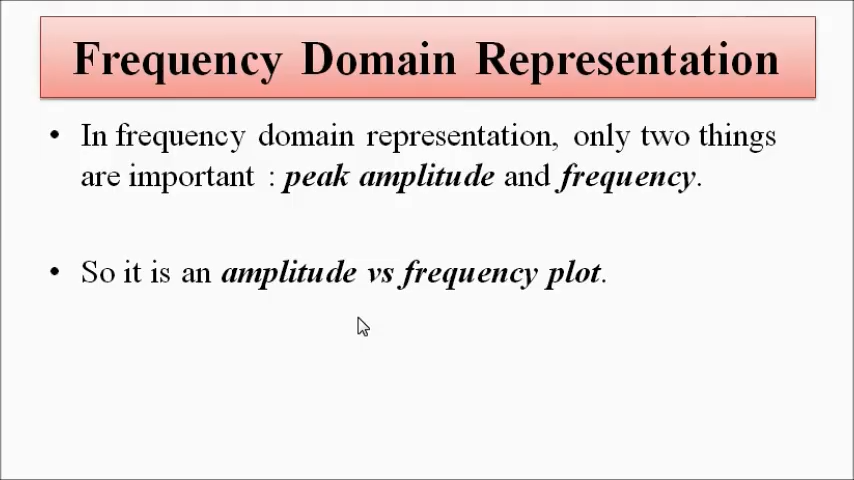 Frequency Domain Representation
• In frequency domain representation, only two things
are important : peak amplitude and frequency.
• So it is an amplitude vs frequency plot.